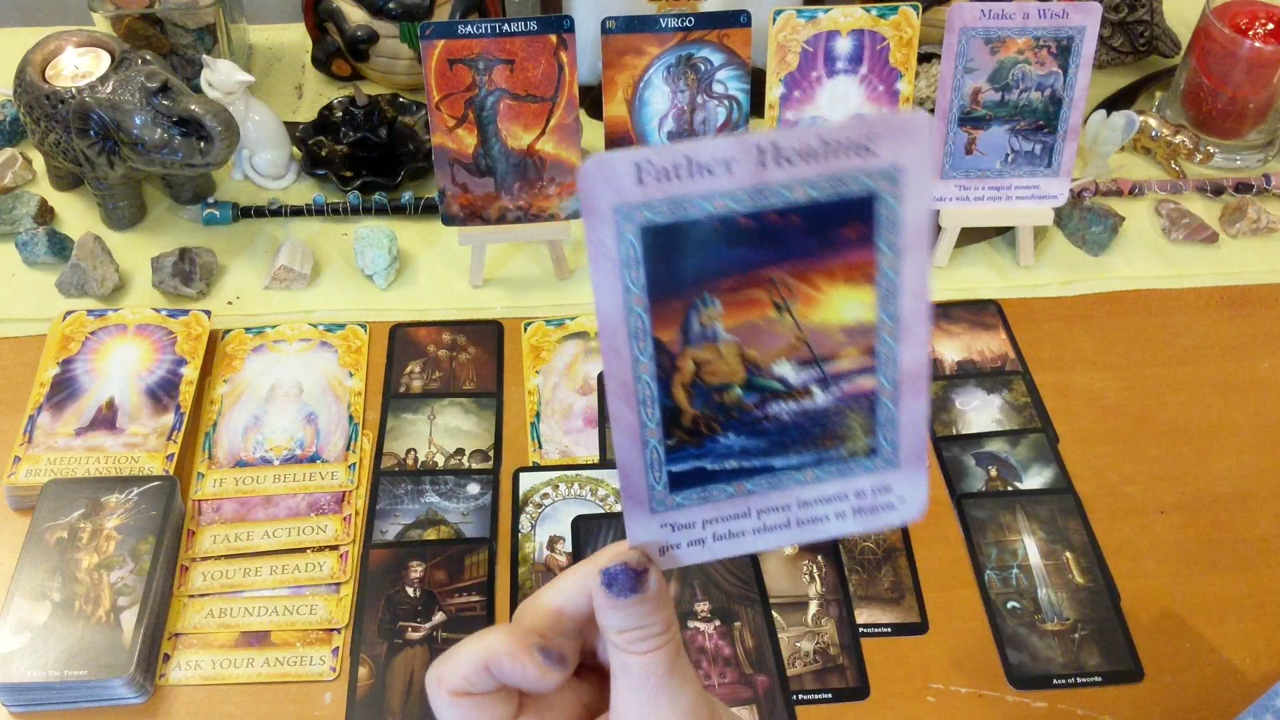 SAGITTARIUS 9
VIRGO 6
Make a Wish
"This is a magical moment.
Make a wish, and enjoy its manifestation."
Father Healing
"Your personal power increases as you
give any father-related issues to Heaven."
MEDITATION
BRINGS ANSWERS
IF YOU BELIEVE
TAKE ACTION
YOU'RE READY
ABUNDANCE
ASK YOUR ANGELS
The Tower
Pentacles
of Pentacles
Ace of Swords